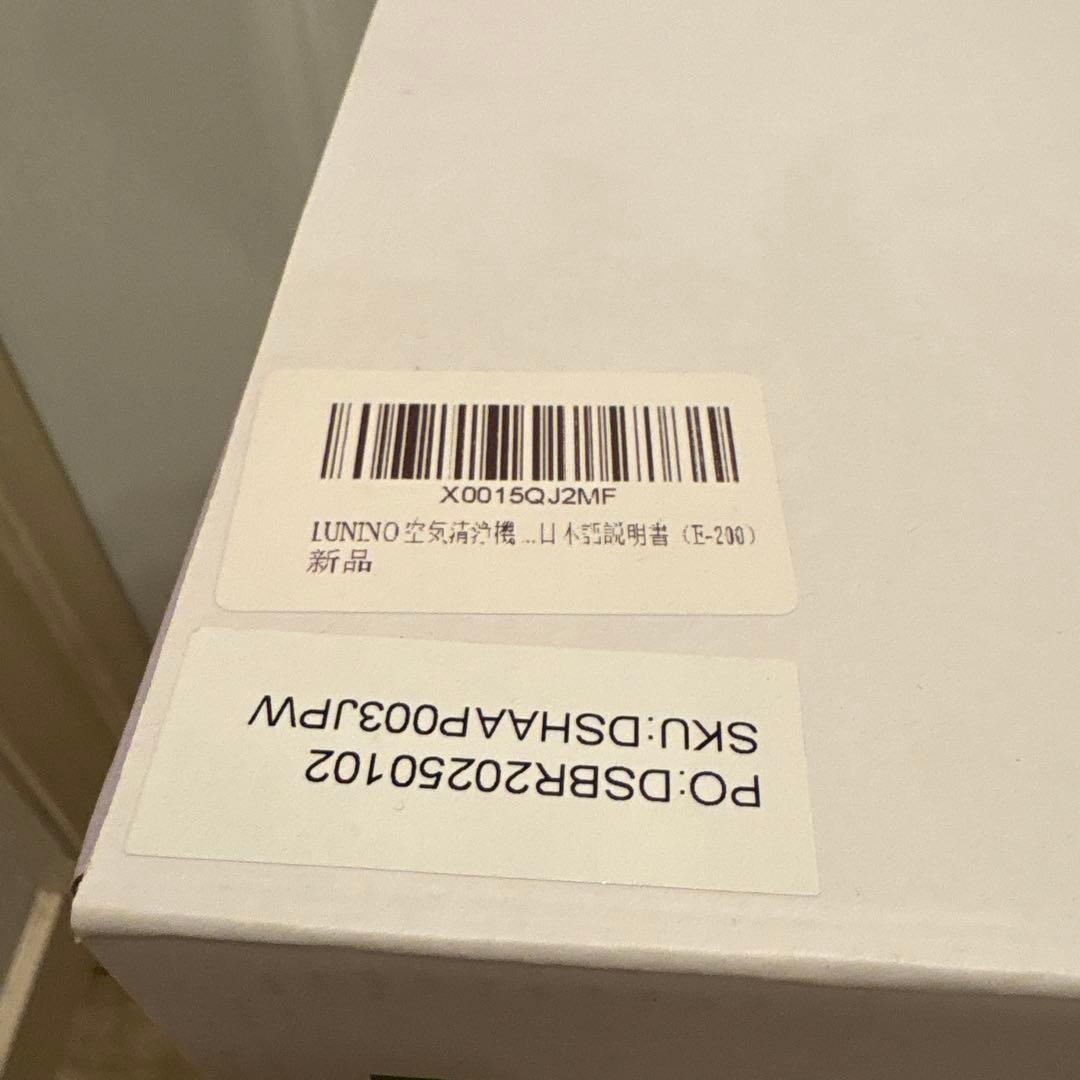 X0015QJ2MF
LUNINO 空気清浄機 ...日本語説明書（E-200）
新品
PO:DSBR20250102
SKU:DSHAAP003JPW